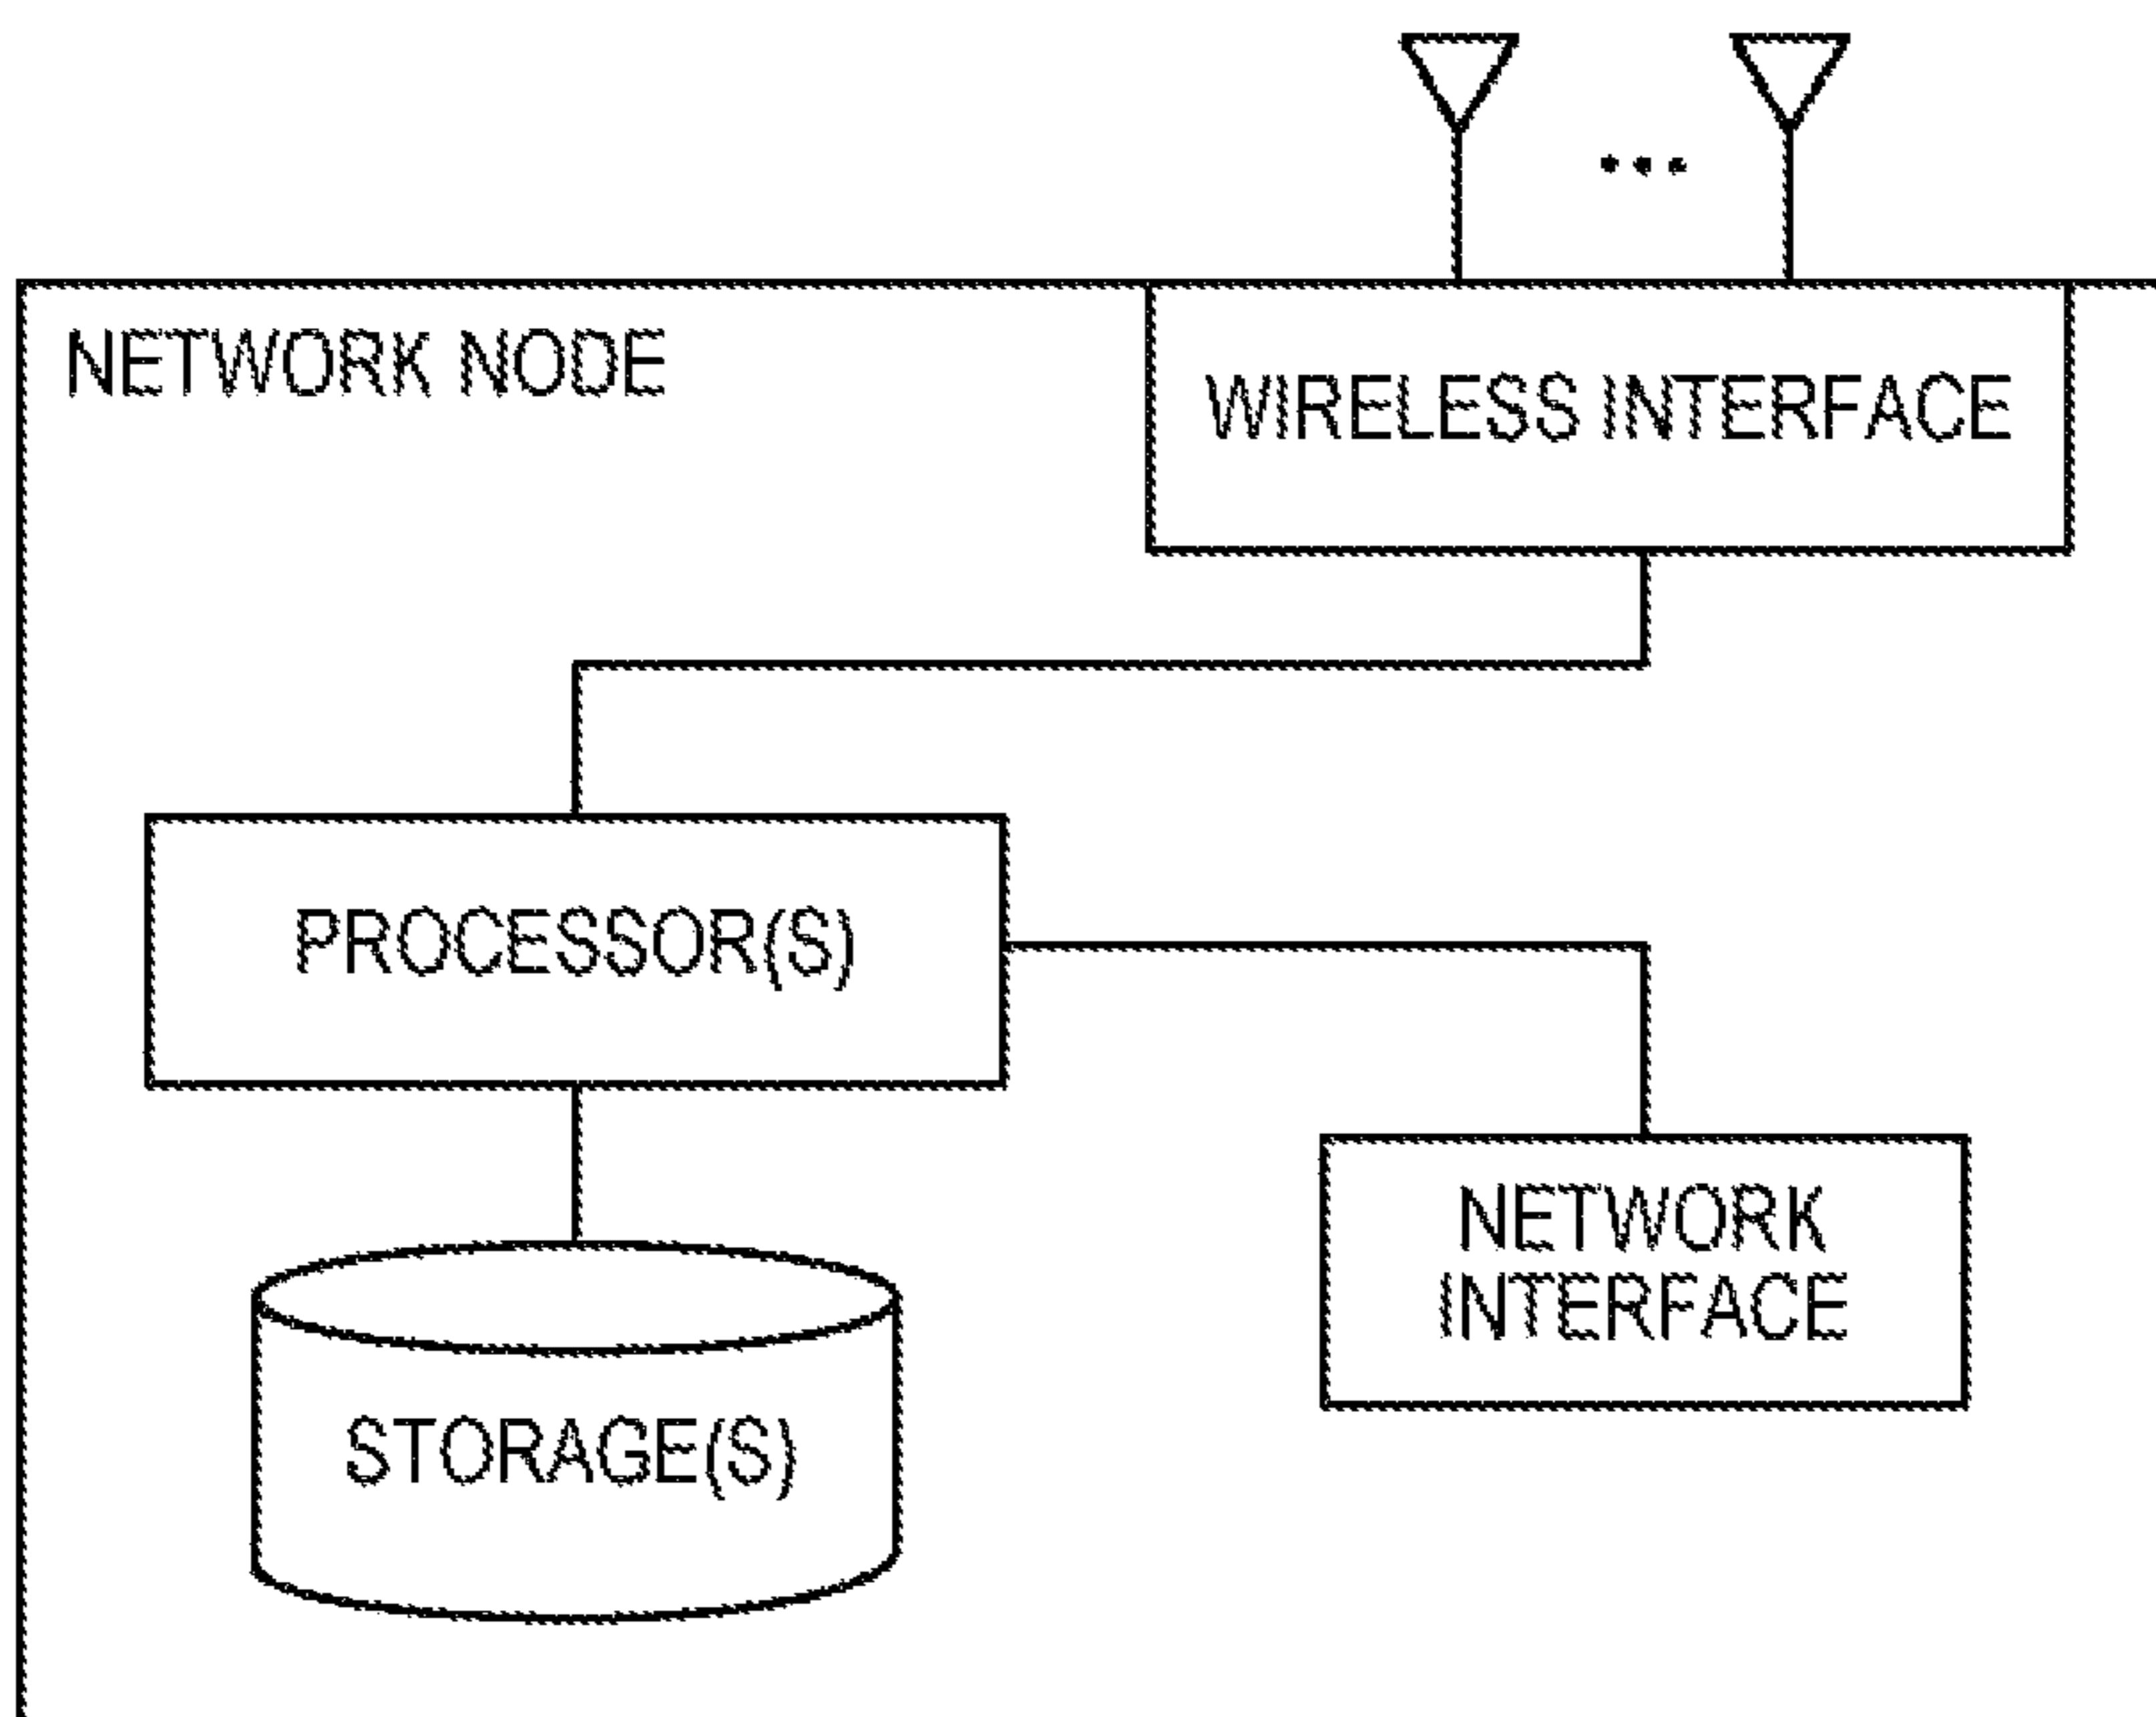 NETWORK NODE
WIRELESS INTERFACE
PROCESSOR(S)
NETWORK
INTERFACE
STORAGE(S)